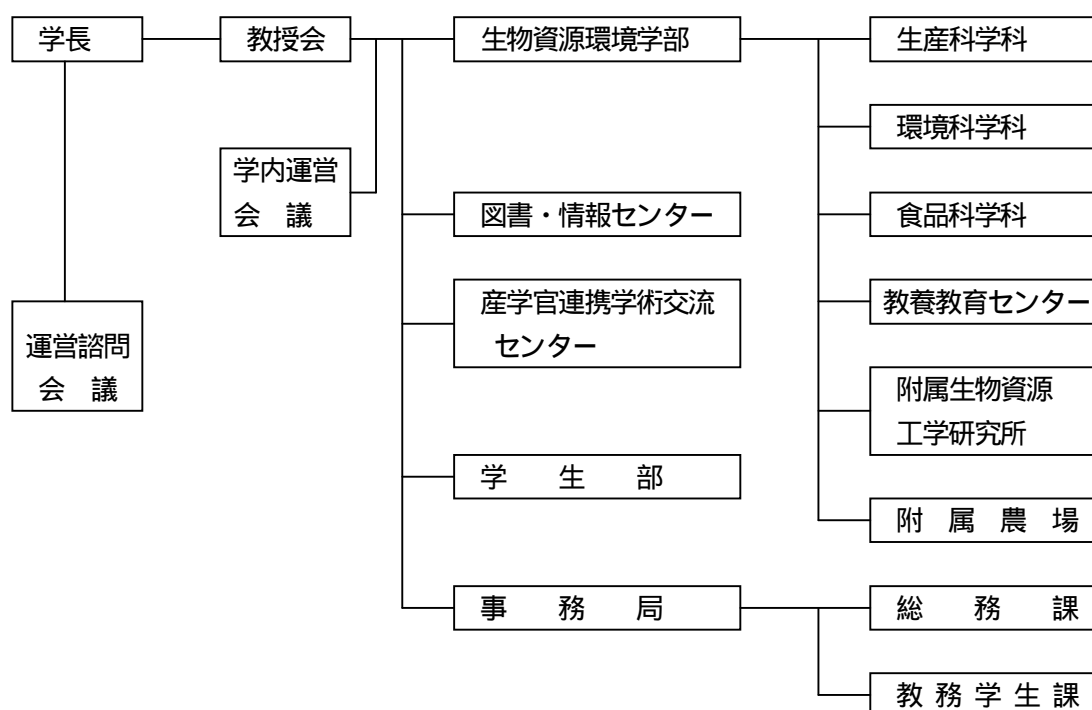 学長
教授会
生物資源環境学部
生産科学科
環境科学科
学内運営
会　議
図書・情報センター
食品科学科
産学官連携学術交流
センター
教養教育センター
運営諮問
会　議
附属生物資源
工学研究所
学　生　部
附　属　農　場
事　務　局
総　務　課
教 務 学 生 課